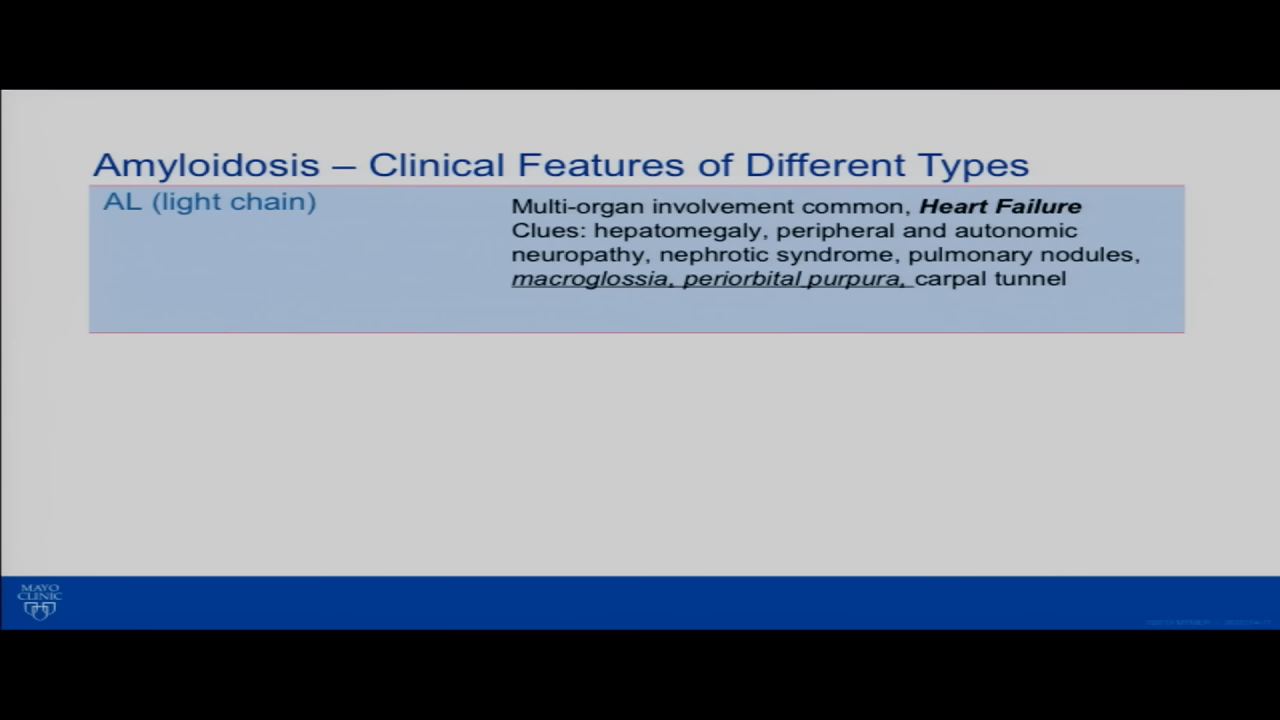 Amyloidosis – Clinical Features of Different Types
AL (light chain)
Multi-organ involvement common, Heart Failure
Clues: hepatomegaly, peripheral and autonomic
neuropathy, nephrotic syndrome, pulmonary nodules,
macroglossia, periorbital purpura, carpal tunnel
MAYO
CLINIC